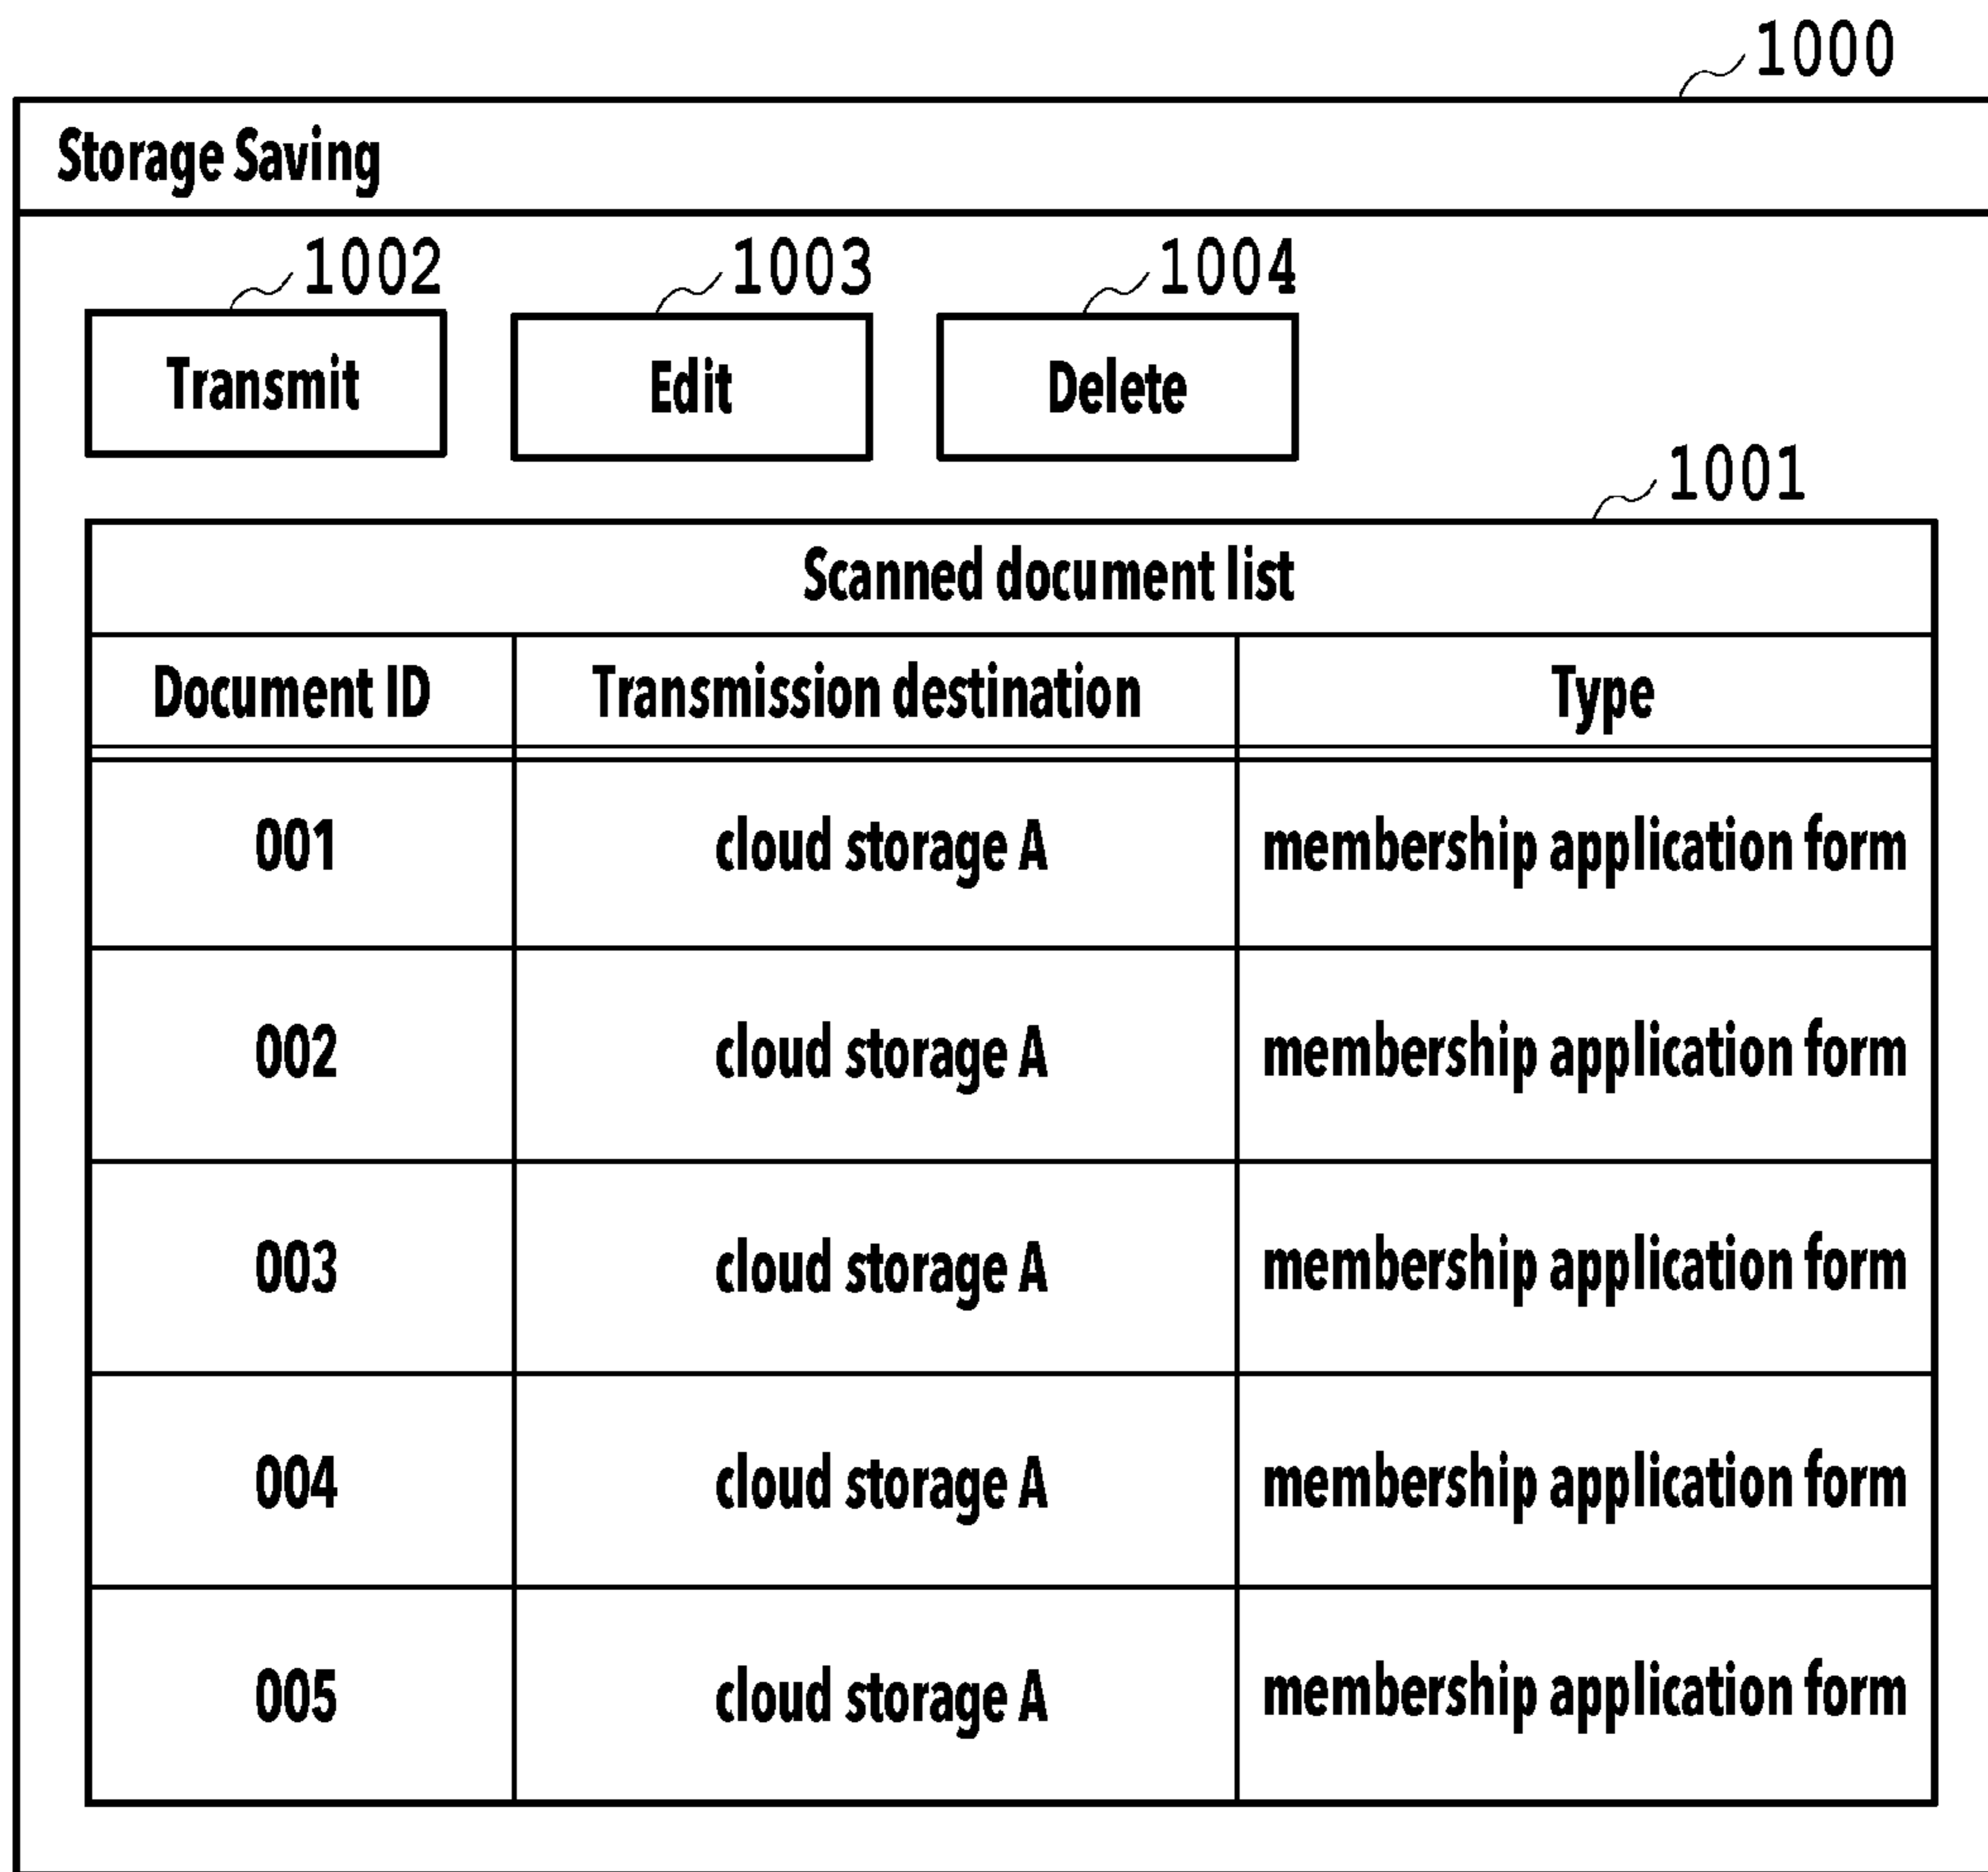 1000
Storage Saving
1002 1003 1004
Transmit Edit Delete
1001
Scanned document list
Document ID Transmission destination Type
001 cloud storage A membership application form
002 cloud storage A membership application form
003 cloud storage A membership application form
004 cloud storage A membership application form
005 cloud storage A membership application form